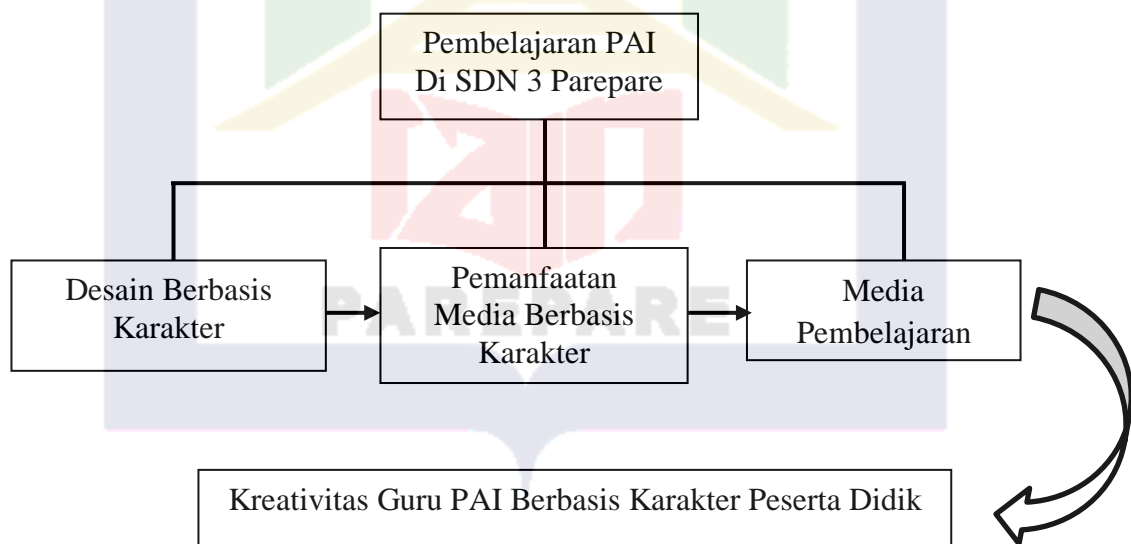 Pembelajaran PAI
Di SDN 3 Parepare
Desain Berbasis
Karakter
Pemanfaatan
Media Berbasis
Karakter
Media
Pembelajaran
PAREPARE
Kreativitas Guru PAI Berbasis Karakter Peserta Didik